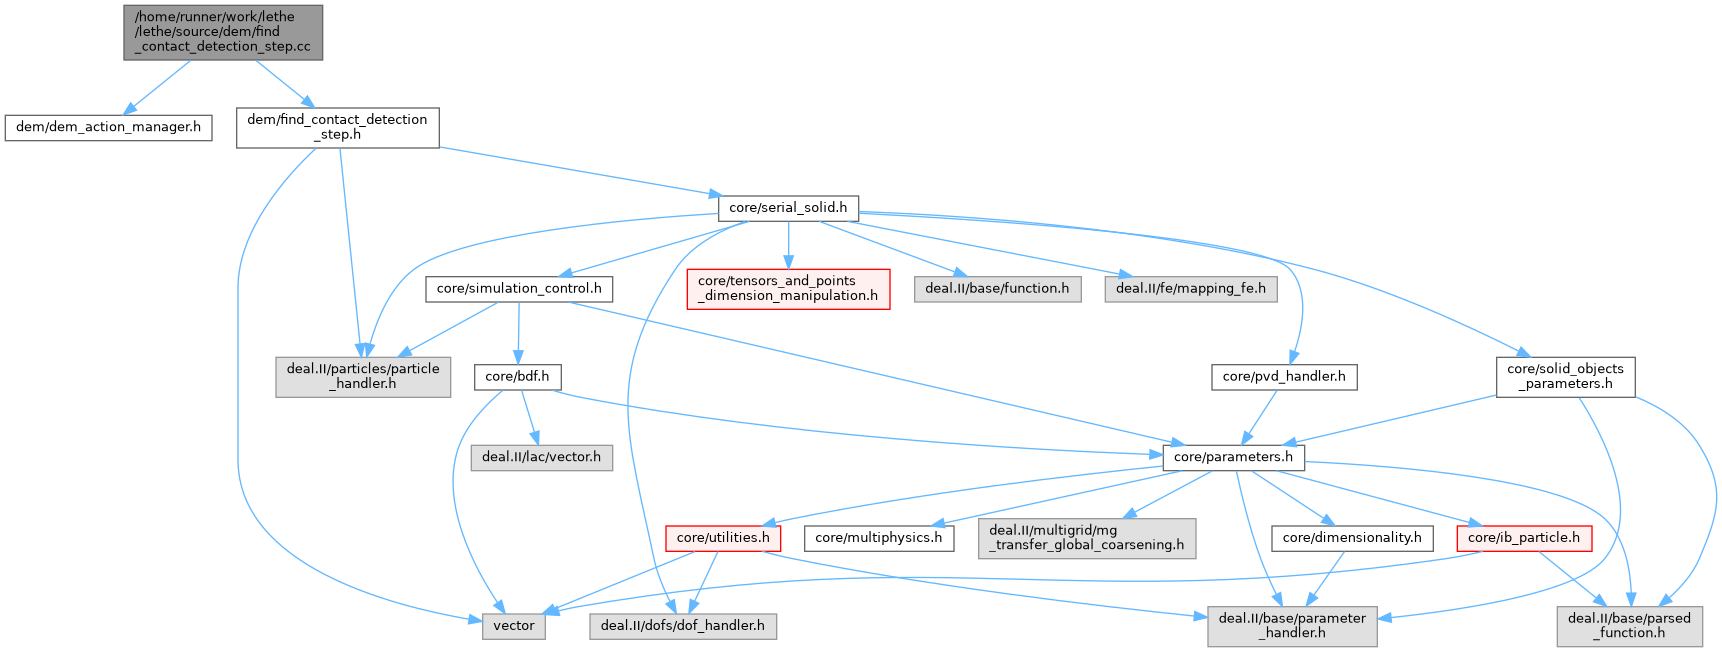 /home/runner/work/lethe
/lethe/source/dem/find
_contact_detection_step.cc
dem/dem_action_manager.h
dem/find_contact_detection
_step.h
core/serial_solid.h
core/simulation_control.h
core/tensors_and_points
_dimension_manipulation.h
deal.II/base/function.h
deal.II/fe/mapping_fe.h
deal.II/particles/particle
_handler.h
core/bdf.h
core/pvd_handler.h
core/solid_objects
_parameters.h
deal.II/lac/vector.h
core/parameters.h
core/utilities.h
core/multiphysics.h
deal.II/multigrid/mg
_transfer_global_coarsening.h
core/dimensionality.h
core/ib_particle.h
vector
deal.II/dofs/dof_handler.h
deal.II/base/parameter
_handler.h
deal.II/base/parsed
_function.h